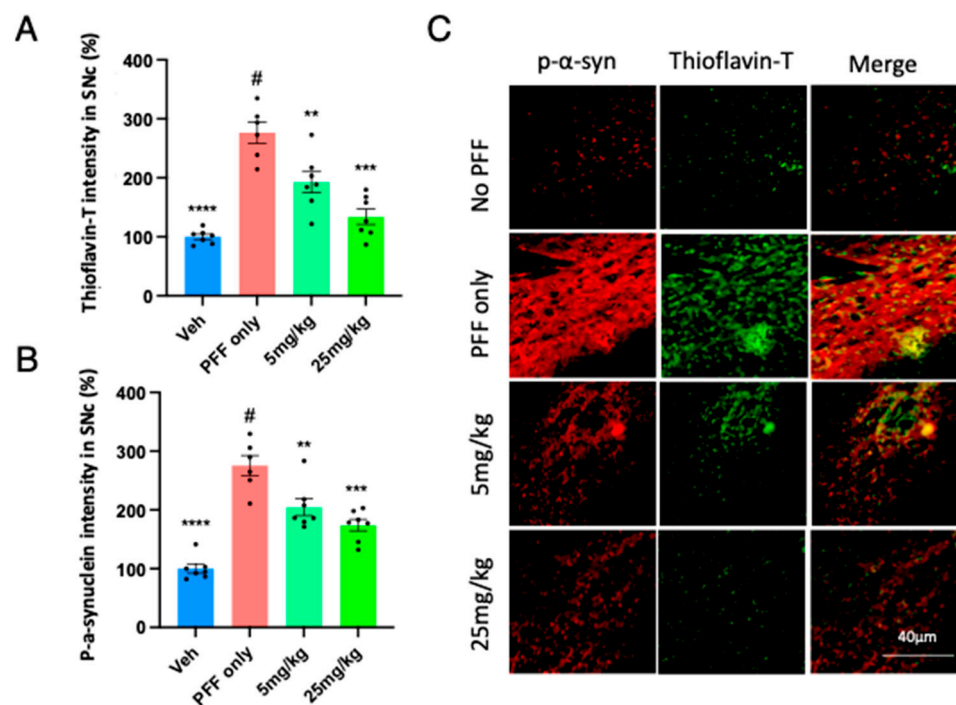 A
Thioflavin-T intensity in SNc (%)
400
300
200
100
0
****
#
**
***
Veh
PFF only
5mg/kg
25mg/kg
B
P-a-synuclein intensity in SNc (%)
400
300
200
100
0
****
#
**
***
Veh
PFF only
5mg/kg
25mg/kg
C
p-α-syn Thioflavin-T Merge
No PFF
PFF only
5mg/kg
25mg/kg
40μm